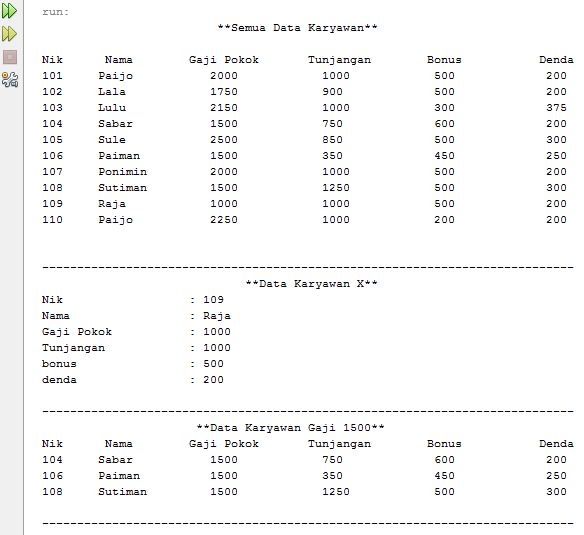 run:
**Semua Data Karyawan**
Nik Nama Gaji Pokok Tunjangan Bonus Denda
101 Paijo 2000 1000 500 200
102 Lala 1750 900 500 200
103 Lulu 2150 1000 300 375
104 Sabar 1500 750 600 200
105 Sule 2500 850 500 300
106 Paiman 1500 350 450 250
107 Ponimin 2000 1000 500 200
108 Sutiman 1500 1250 500 300
109 Raja 1000 1000 500 200
110 Paijo 2250 1000 200 200
----------------------------------------------------------------------------
**Data Karyawan X**
Nik : 109
Nama : Raja
Gaji Pokok : 1000
Tunjangan : 1000
bonus : 500
denda : 200
----------------------------------------------------------------------------
**Data Karyawan Gaji 1500**
Nik Nama Gaji Pokok Tunjangan Bonus Denda
104 Sabar 1500 750 600 200
106 Paiman 1500 350 450 250
108 Sutiman 1500 1250 500 300
----------------------------------------------------------------------------